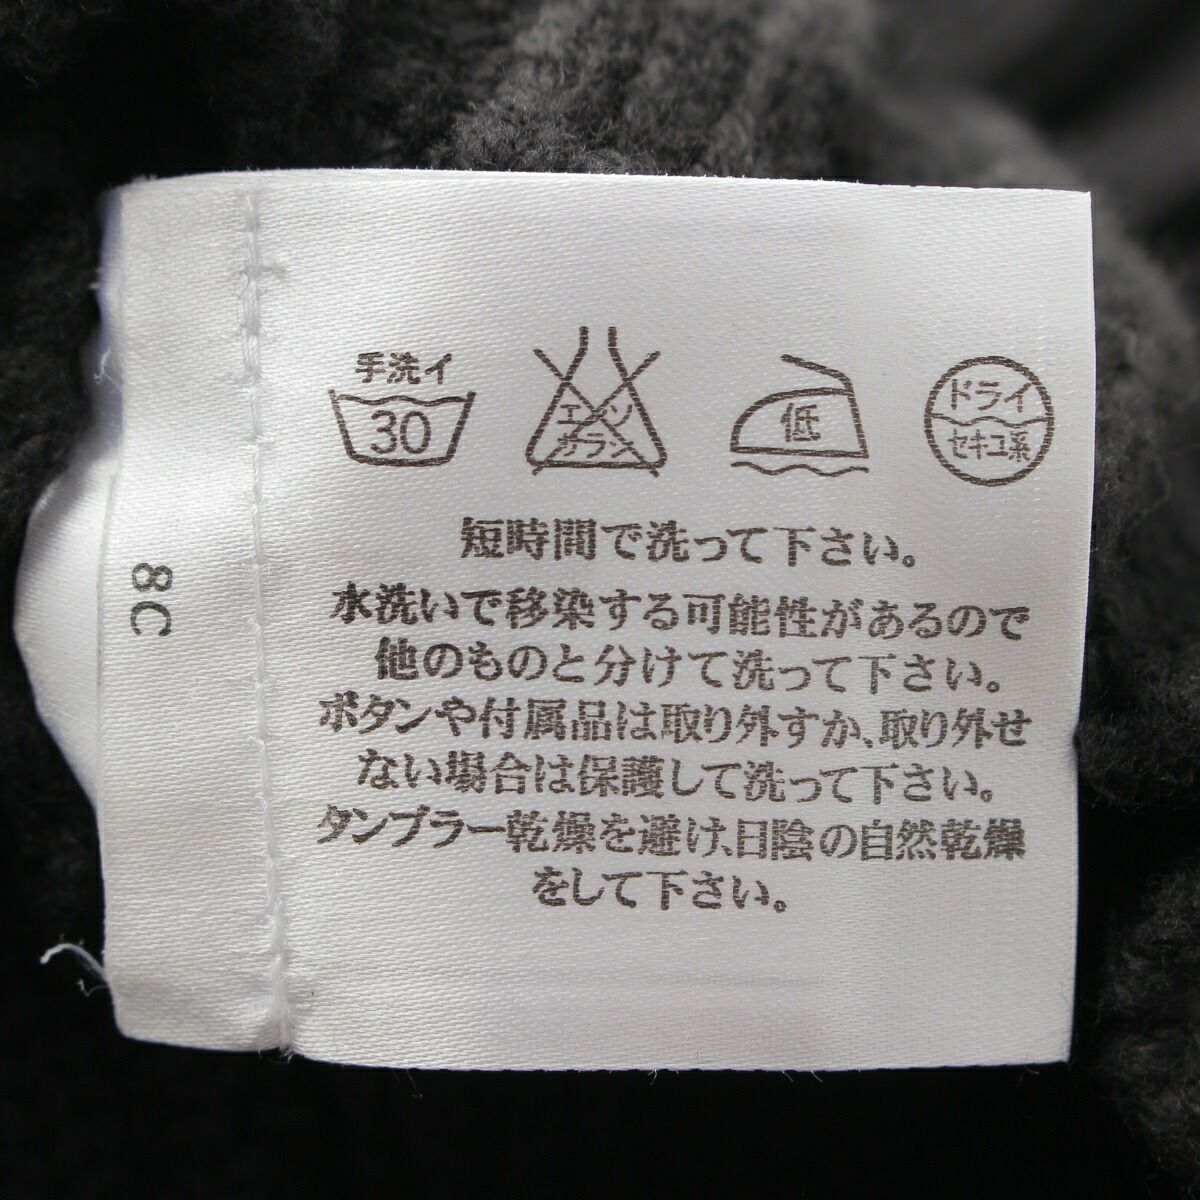 手洗イ
30
エンソ
サラシ
低
ドライ
セキユ系
短時間で洗って下さい。
水洗いで移染する可能性があるので
他のものと分けて洗って下さい。
ボタンや付属品は取り外すか、取り外せ
ない場合は保護して洗って下さい。
タンブラー乾燥を避け、日陰の自然乾燥
をして下さい。
8C